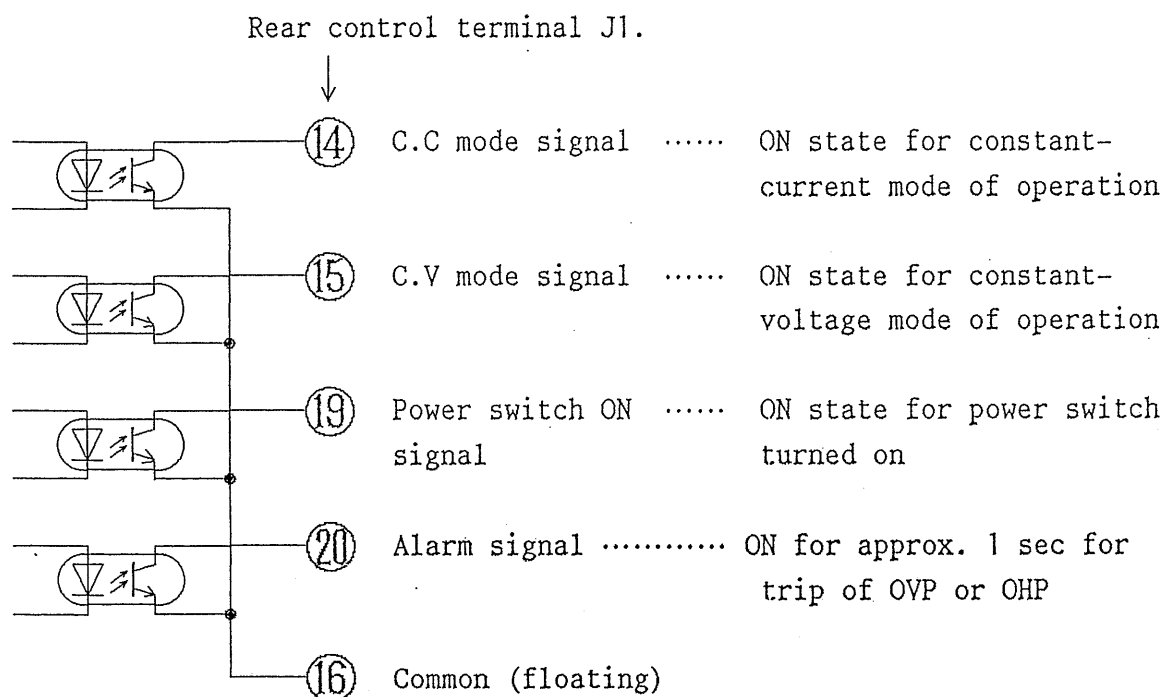 Rear control terminal J1.
14 C.C mode signal ...... ON state for constant-
current mode of operation
15 C.V mode signal ...... ON state for constant-
voltage mode of operation
19 Power switch ON ...... ON state for power switch
signal turned on
20 Alarm signal ............ ON for approx. 1 sec for
trip of OVP or OHP
16 Common (floating)